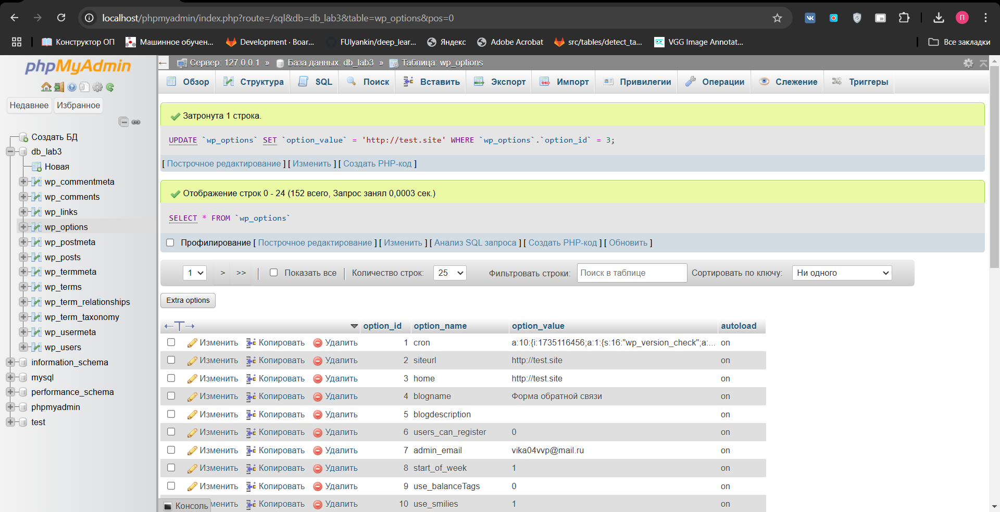 localhost/phpmyadmin/index.php?route=/sql&db=db_lab3&table=wp_options&pos=0
П
Конструктор ОП
Машинное обучен...
Development · Boar...
FUlyankin/deep_lear...
Яндекс
Adobe Acrobat
src/tables/detect_ta...
VGG Image Annotat...
Все закладки
phpMyAdmin
Недавнее
Избранное
Создать БД
db_lab3
Новая
wp_commentmeta
wp_comments
wp_links
wp_options
wp_postmeta
wp_posts
wp_termmeta
wp_terms
wp_term_relationships
wp_term_taxonomy
wp_usermeta
wp_users
information_schema
mysql
performance_schema
phpmyadmin
test
Сервер: 127.0.0.1 » База данных: db_lab3 » Таблица: wp_options
Обзор Структура SQL Поиск Вставить Экспорт Импорт Привилегии Операции Слежение Триггеры
Затронута 1 строка.
UPDATE `wp_options` SET `option_value` = 'http://test.site' WHERE `wp_options`.`option_id` = 3;
[ Построчное редактирование ] [ Изменить ] [ Создать PHP-код ]
Отображение строк 0 - 24 (152 всего, Запрос занял 0,0003 сек.)
SELECT * FROM `wp_options`
Профилирование [ Построчное редактирование ] [ Изменить ] [ Анализ SQL запроса ] [ Создать PHP-код ] [ Обновить ]
1 > >> | Показать все | Количество строк: 25 Фильтровать строки: Поиск в таблице Сортировать по ключу: Ни одного
Extra options
←T→ option_id option_name option_value autoload
Изменить Копировать Удалить 1 cron a:10:{i:1735116456;a:1:{s:16:"wp_version_check";a:... on
Изменить Копировать Удалить 2 siteurl http://test.site on
Изменить Копировать Удалить 3 home http://test.site on
Изменить Копировать Удалить 4 blogname Форма обратной связи on
Изменить Копировать Удалить 5 blogdescription on
Изменить Копировать Удалить 6 users_can_register 0 on
Изменить Копировать Удалить 7 admin_email vika04vvp@mail.ru on
Изменить Копировать Удалить 8 start_of_week 1 on
Изменить Копировать Удалить 9 use_balanceTags 0 on
Консоль менить Копировать Удалить 10 use_smilies 1 on